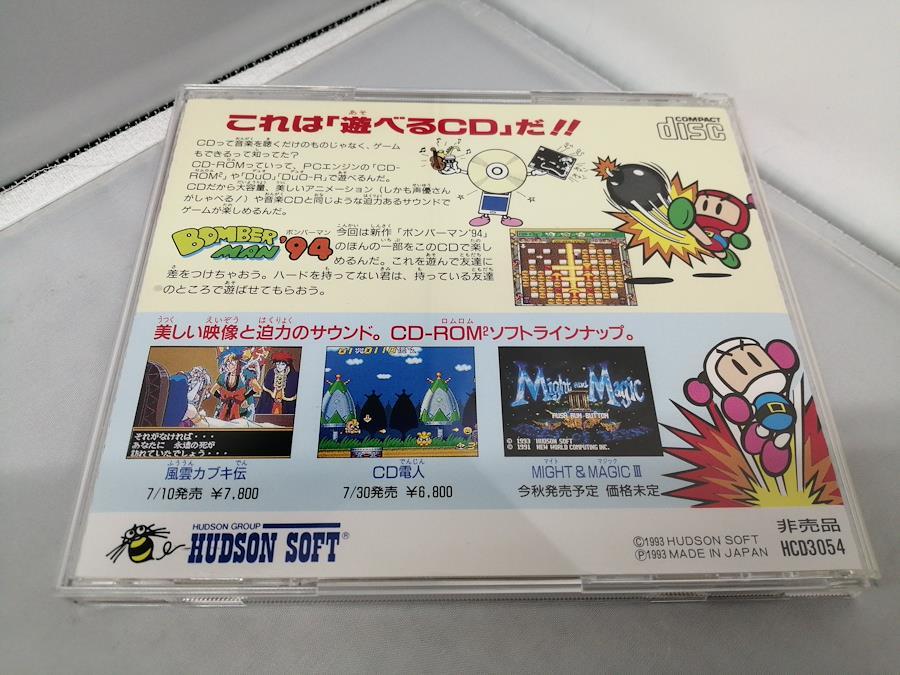 これは「遊べるCD」だ!!
COMPACT
disc
CDって音楽を聴くだけのものじゃなく、ゲーム
もできるって知ってた?
CD-ROMっていって、PCエンジンの「CD-
ROM²」や「DUO」「DUO-R」で遊べるんだ。
CDだから大容量、美しいアニメーション(しかも声優さん
がしゃべる!)や音楽CDと同じような迫力あるサウンドで
ゲームが楽しめるんだ。
BOMBER MAN '94
ボンバーマン
今回は新作「ボンバーマン'94」
のほんの一部をこのCDで楽し
めるんだ。これを遊んで友達に
差をつけちゃおう。ハードを持ってない君は、持っている友達
のところで遊ばせてもらおう。
美しい映像と迫力のサウンド。CD-ROM²ソフトラインナップ。
それがなければ・・・
あなたに 永遠の死が
訪れていたでしょう・・・
Might and Magic
PUSH RUN BUTTON
© 1993 HUDSON SOFT
© 1991 NEW WORLD COMPUTING INC.
風雲カブキ伝
7/10発売 ¥7,800
CD電人
7/30発売 ¥6,800
MIGHT & MAGIC III
今秋発売予定 価格未定
HUDSON GROUP
HUDSON SOFT®
©1993 HUDSON SOFT
Ⓟ1993 MADE IN JAPAN
非売品
HCD3054